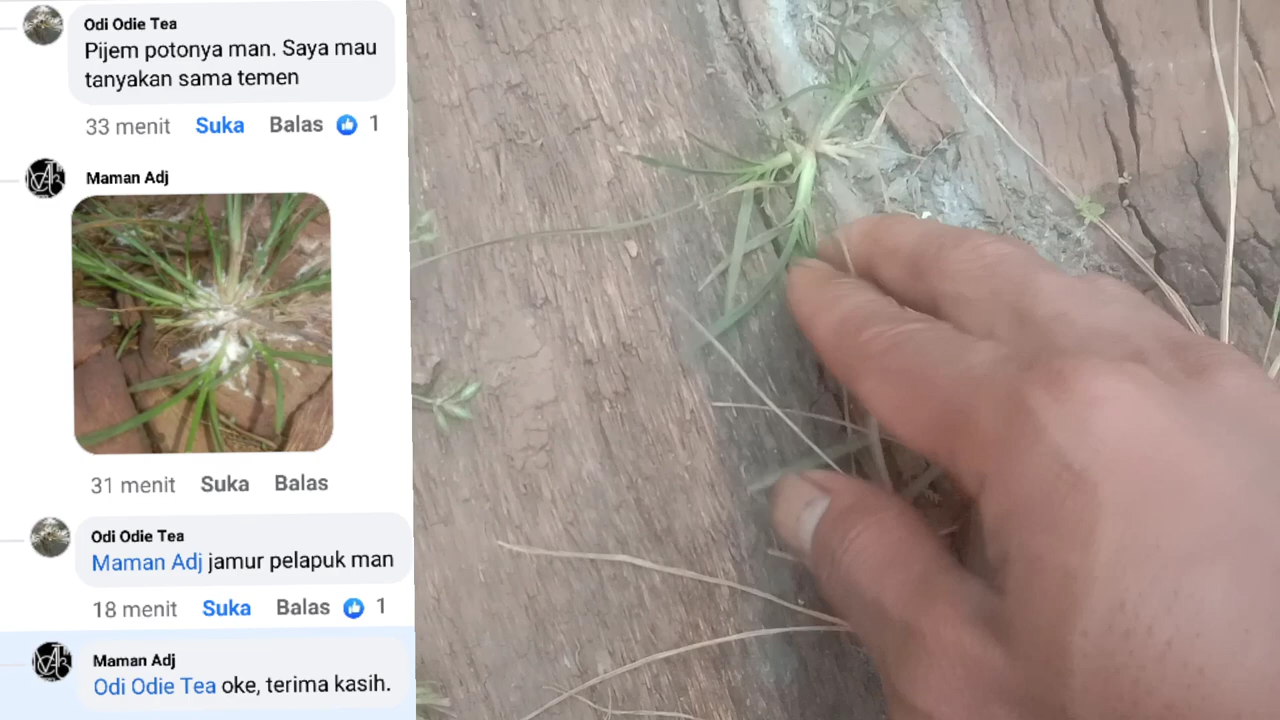 Odi Odie Tea
Pijem potonya man. Saya mau
tanyakan sama temen
33 menit Suka Balas 1
Maman Adj
31 menit Suka Balas
Odi Odie Tea
Maman Adj jamur pelapuk man
18 menit Suka Balas 1
Maman Adj
Odi Odie Tea oke, terima kasih.